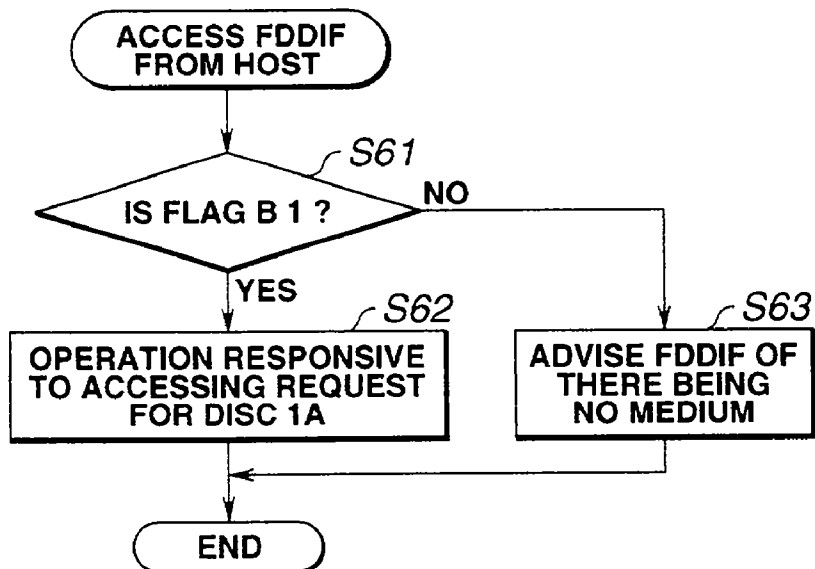 ACCESS FDDIF
FROM HOST
S61
IS FLAG B 1 ?
NO
YES
S62
OPERATION RESPONSIVE
TO ACCESSING REQUEST
FOR DISC 1A
S63
ADVISE FDDIF OF
THERE BEING
NO MEDIUM
END